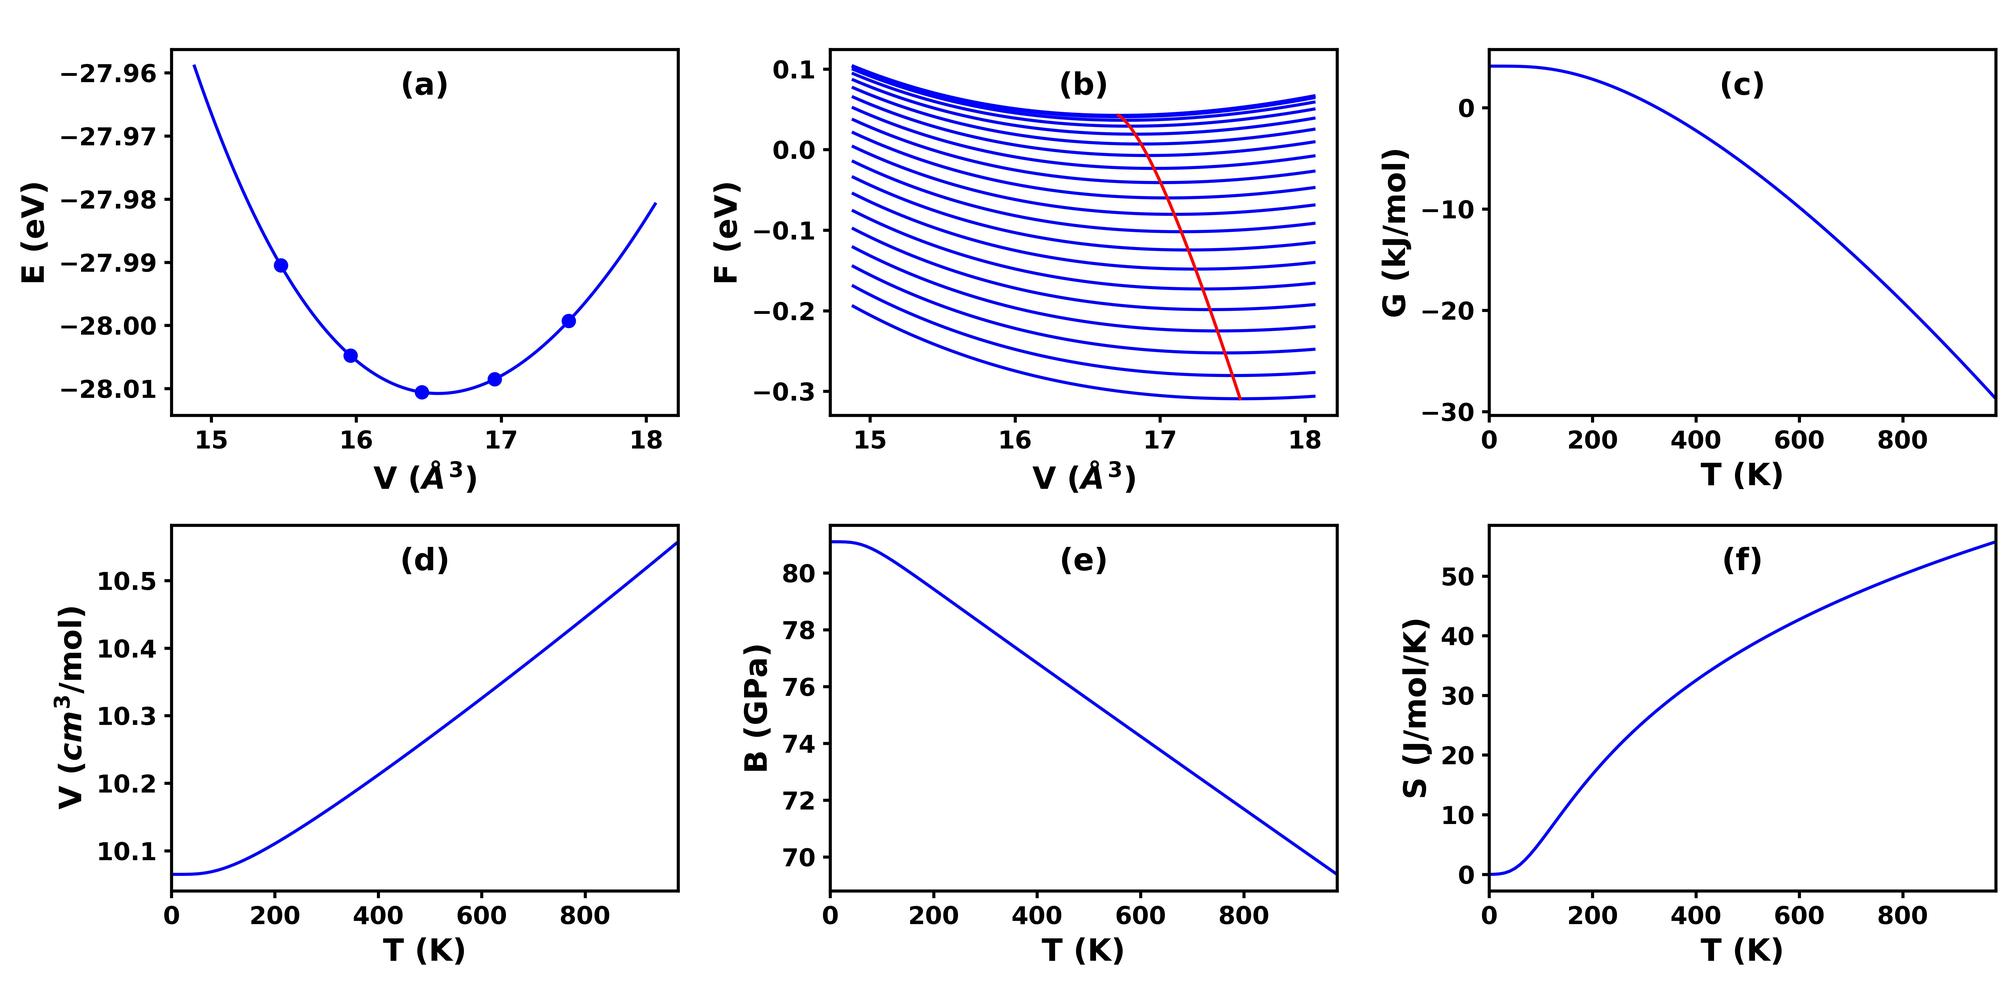 (a)
E (eV)
−27.96
−27.97
−27.98
−27.99
−28.00
−28.01
15 16 17 18
V (Å³)
(b)
F (eV)
0.1
0.0
−0.1
−0.2
−0.3
15 16 17 18
V (Å³)
(c)
G (kJ/mol)
0
−10
−20
−30
0 200 400 600 800
T (K)
(d)
V (cm³/mol)
10.5
10.4
10.3
10.2
10.1
0 200 400 600 800
T (K)
(e)
B (GPa)
80
78
76
74
72
70
0 200 400 600 800
T (K)
(f)
S (J/mol/K)
50
40
30
20
10
0
0 200 400 600 800
T (K)